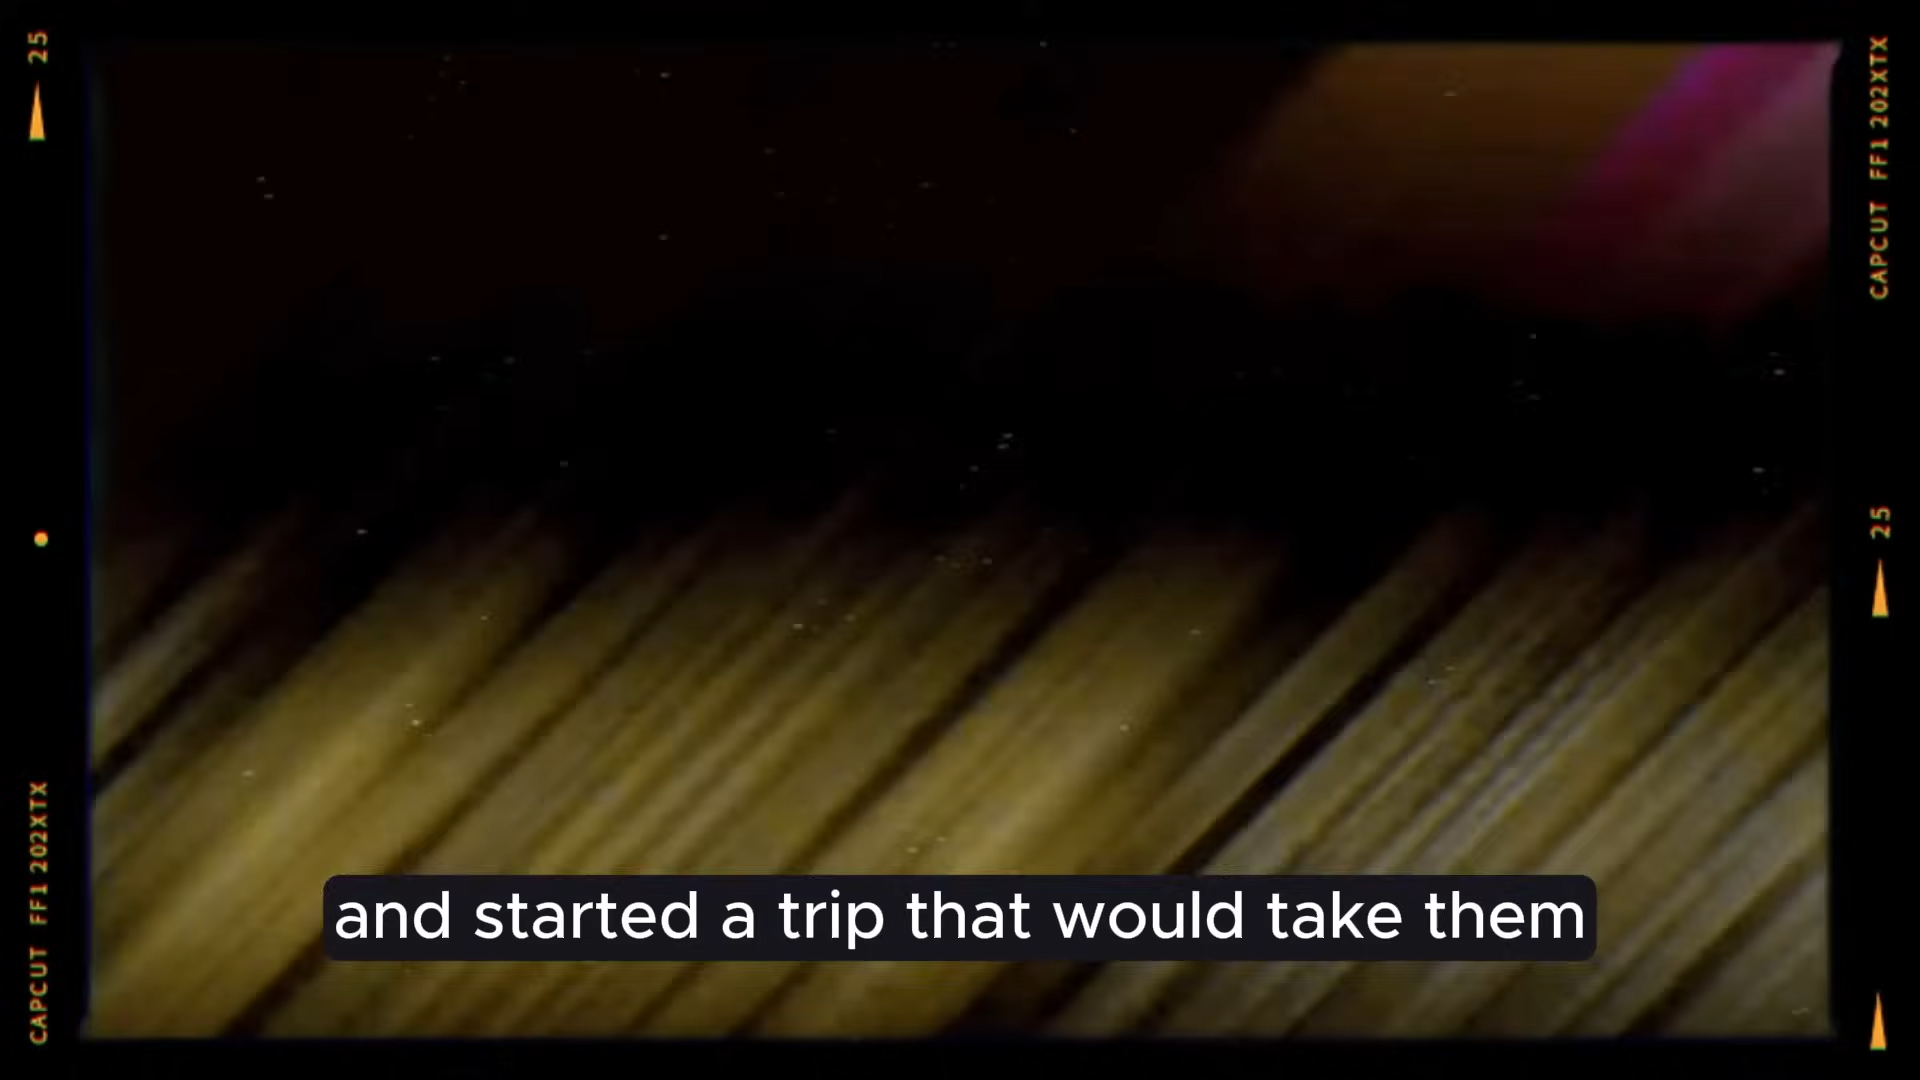 25
CAPCUT FF1 202XTX
and started a trip that would take them
CAPCUT FF1 202XTX
25